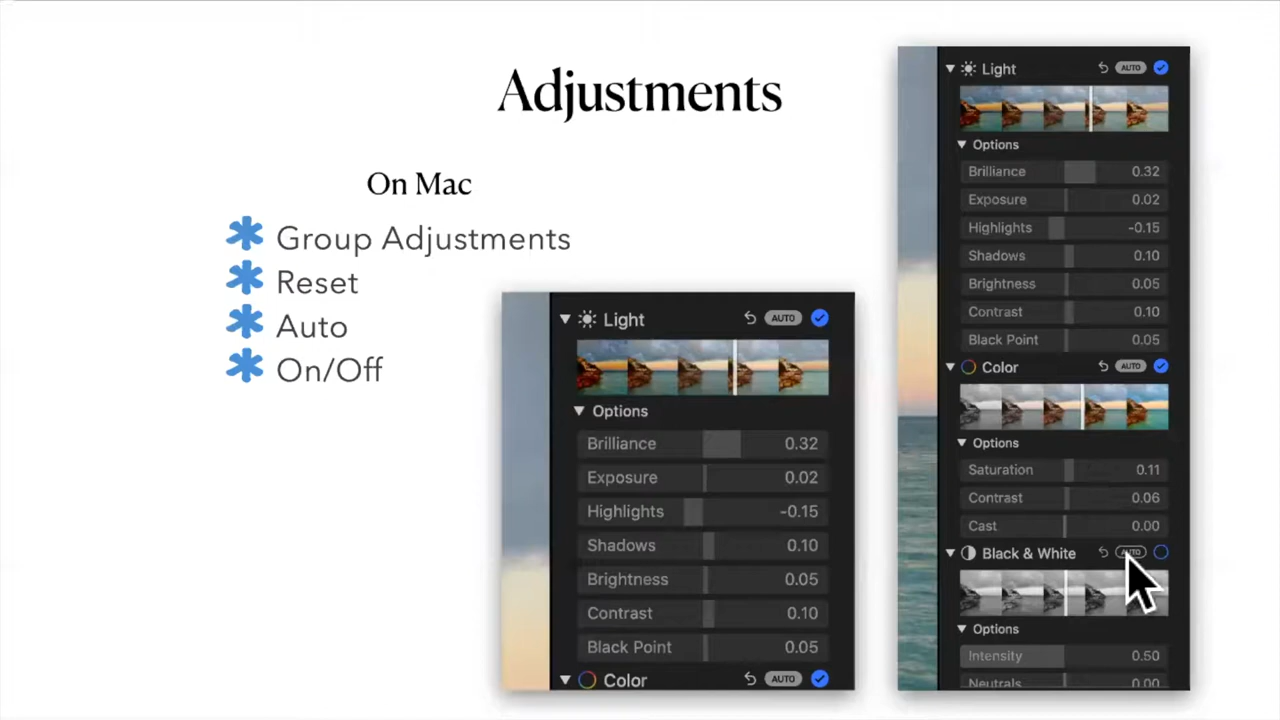 Adjustments
On Mac
Group Adjustments
Reset
Auto
On/Off
Light AUTO
Options
Brilliance 0.32
Exposure 0.02
Highlights -0.15
Shadows 0.10
Brightness 0.05
Contrast 0.10
Black Point 0.05
Color AUTO
Light AUTO
Options
Brilliance 0.32
Exposure 0.02
Highlights -0.15
Shadows 0.10
Brightness 0.05
Contrast 0.10
Black Point 0.05
Color AUTO
Options
Saturation 0.11
Contrast 0.06
Cast 0.00
Black & White AUTO
Options
Intensity 0.50
Neutrals 0.00